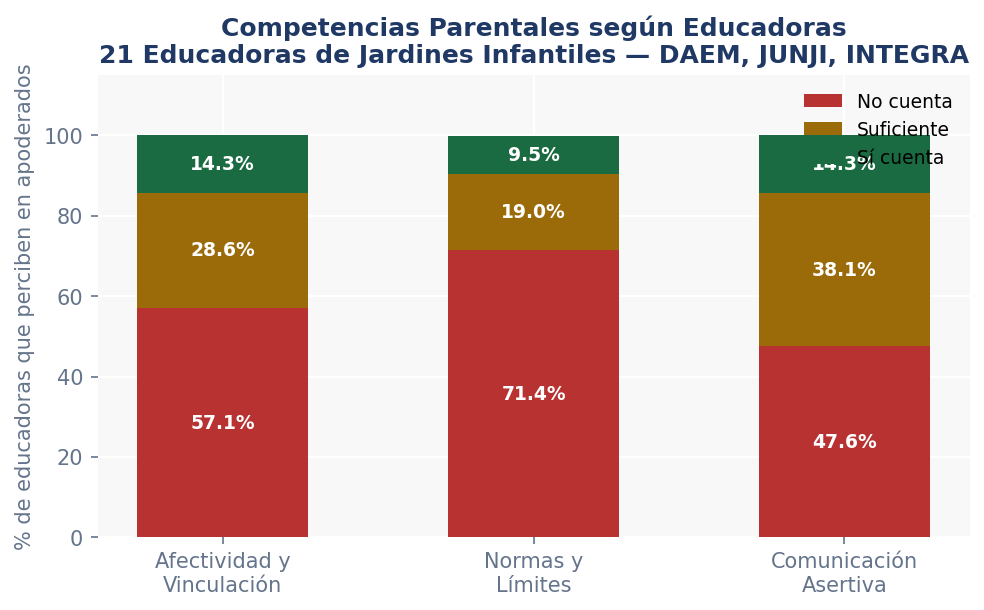 Competencias Parentales según Educadoras
21 Educadoras de Jardines Infantiles — DAEM, JUNJI, INTEGRA
% de educadoras que perciben en apoderados
100
80
60
40
20
0
No cuenta
Suficiente
Sí cuenta
14.3%
28.6%
57.1%
9.5%
19.0%
71.4%
14.3%
38.1%
47.6%
Afectividad y
Vinculación
Normas y
Límites
Comunicación
Asertiva